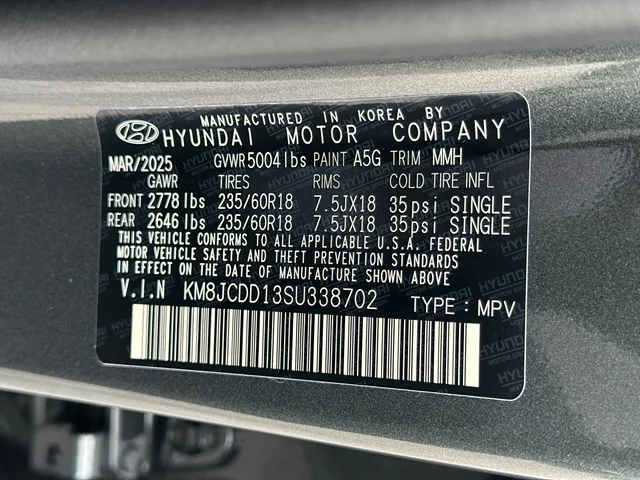 MANUFACTURED IN KOREA BY
HYUNDAI MOTOR COMPANY
MAR/2025 GVWR 5004 lbs PAINT A5G TRIM MMH
GAWR TIRES RIMS COLD TIRE INFL
FRONT 2778 lbs 235/60R18 7.5JX18 35psi SINGLE
REAR 2646 lbs 235/60R18 7.5JX18 35psi SINGLE
THIS VEHICLE CONFORMS TO ALL APPLICABLE U.S.A. FEDERAL
MOTOR VEHICLE SAFETY BUMPER, AND THEFT PREVENTION STANDARDS
IN EFFECT ON THE DATE OF MANUFACTURE SHOWN ABOVE
V.I.N KM8JCDD13SU338702 TYPE : MPV